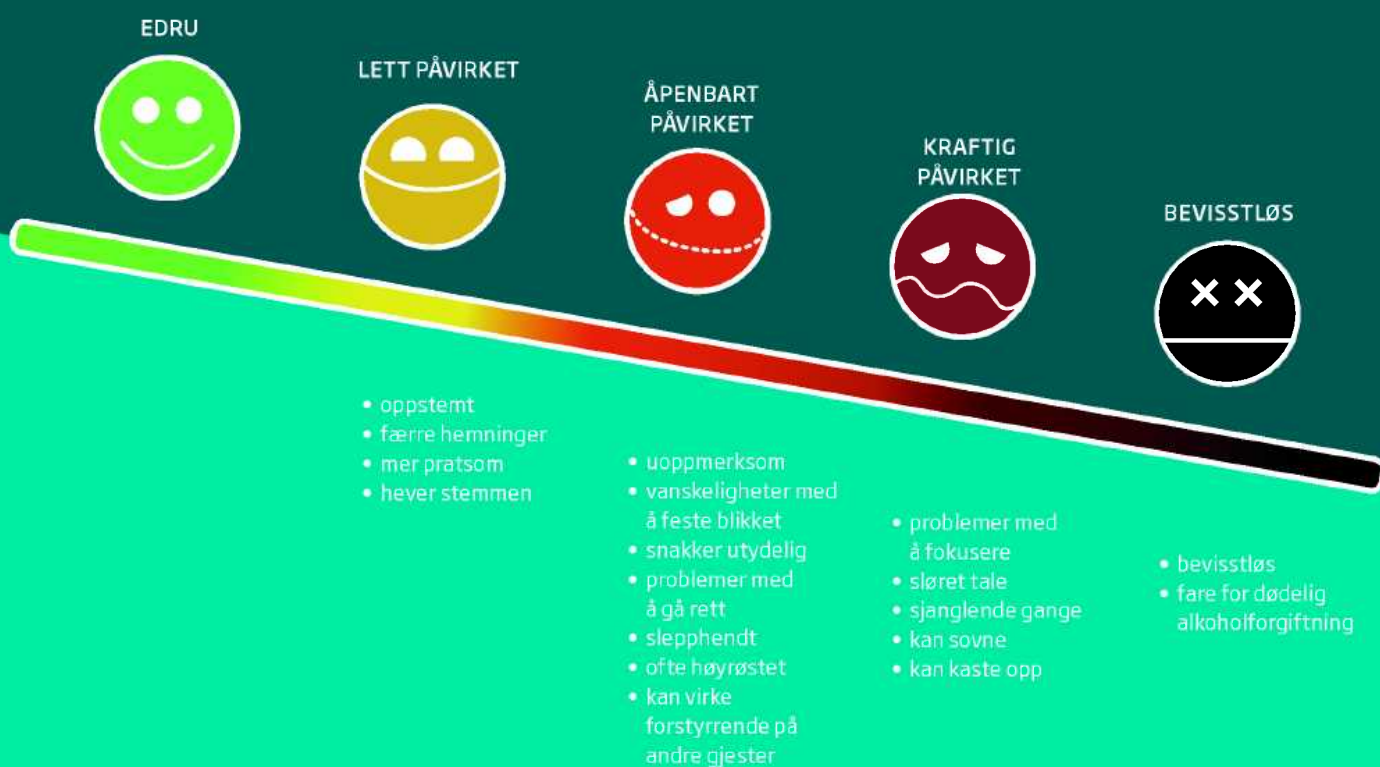 EDRU
LETT PÅVIRKET
ÅPENBART
PÅVIRKET
KRAFTIG
PÅVIRKET
BEVISSTLØS
• oppstemt
• færre hemninger
• mer pratsom
• hever stemmen
• uoppmerksom
• vanskeligheter med
å feste blikket
• snakker utydelig
• problemer med
å gå rett
• slepphendt
• ofte høyrøstet
• kan virke
forstyrrende på
andre gjester
• problemer med
å fokusere
• sløret tale
• sjanglende gange
• kan sovne
• kan kaste opp
• bevisstløs
• fare for dødelig
alkoholforgiftning